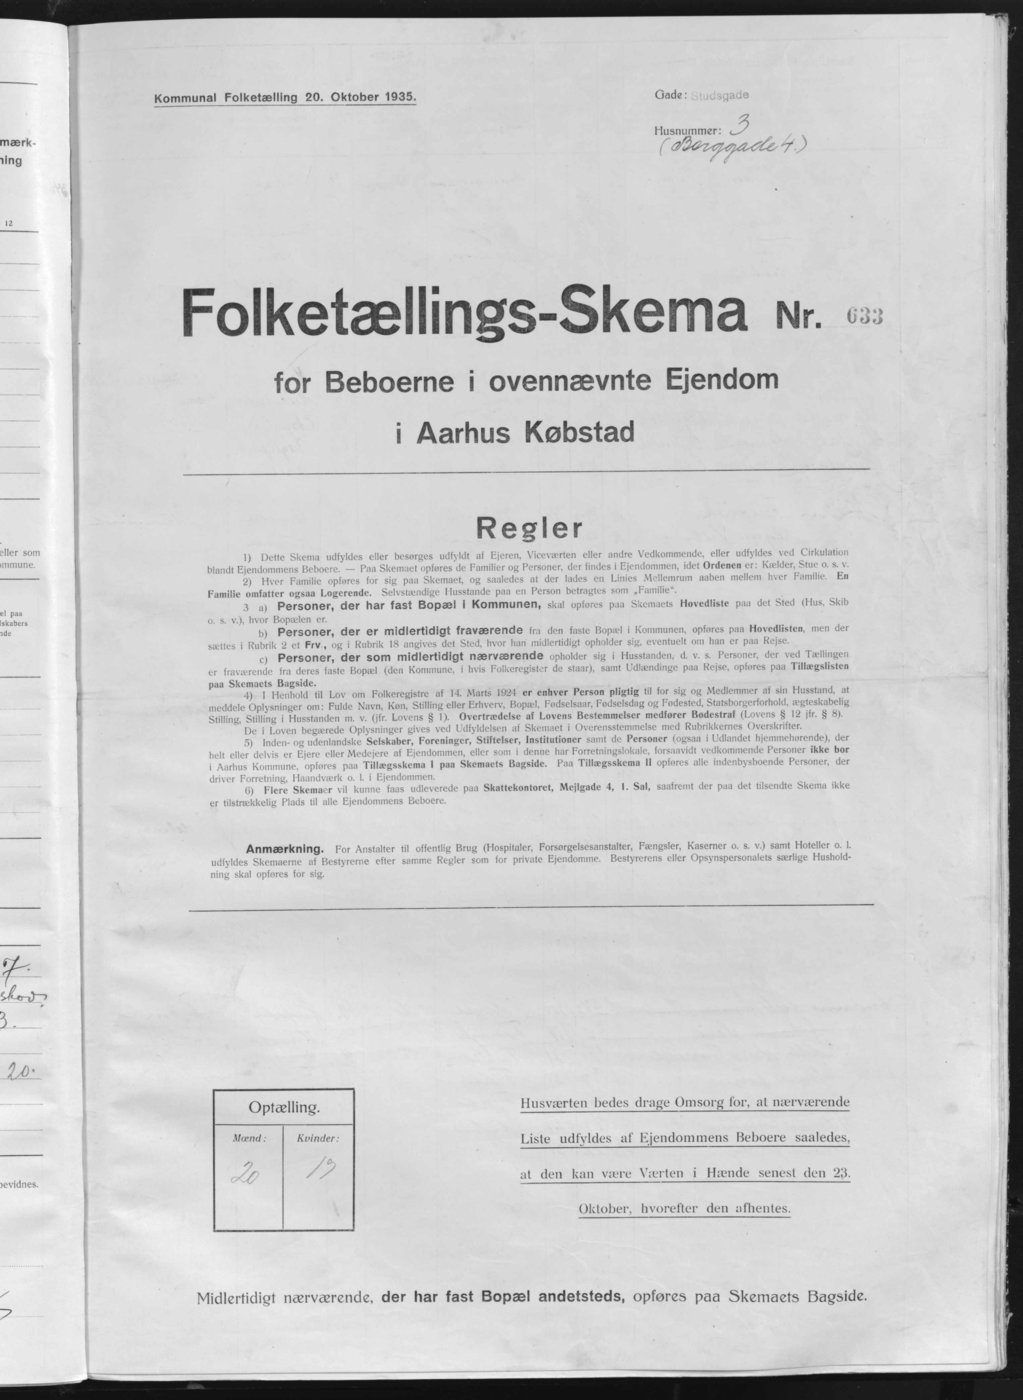 mærk-
ning
12
eller som
ommune.
el paa
lskabers
nde
7.
skov?
3.
20.
bevidnes.
Kommunal Folketælling 20. Oktober 1935.
Gade: Studsgade
Husnummer: 3
(Borggade 4.)
Folketællings-Skema Nr. 633
for Beboerne i ovennævnte Ejendom
i Aarhus Købstad
Regler
1) Dette Skema udfyldes eller besørges udfyldt af Ejeren, Viceværten eller andre Vedkommende, eller udfyldes ved Cirkulation
blandt Ejendommens Beboere. — Paa Skemaet opføres de Familier og Personer, der findes i Ejendommen, idet Ordenen er: Kælder, Stue o. s. v.
2) Hver Familie opføres for sig paa Skemaet, og saaledes at der lades en Linies Mellemrum aaben mellem hver Familie. En
Familie omfatter ogsaa Logerende. Selvstændige Husstande paa en Person betragtes som „Familie“.
3 a) Personer, der har fast Bopæl i Kommunen, skal opføres paa Skemaets Hovedliste paa det Sted (Hus, Skib
o. s. v.), hvor Bopælen er.
b) Personer, der er midlertidigt fraværende fra den faste Bopæl i Kommunen, opføres paa Hovedlisten, men der
sættes i Rubrik 2 et Frv., og i Rubrik 18 angives det Sted, hvor han midlertidigt opholder sig, eventuelt om han er paa Rejse.
c) Personer, der som midlertidigt nærværende opholder sig i Husstanden, d. v. s. Personer, der ved Tællingen
er fraværende fra deres faste Bopæl (den Kommune, i hvis Folkeregister de staar), samt Udlændinge paa Rejse, opføres paa Tillægslisten
paa Skemaets Bagside.
4) I Henhold til Lov om Folkeregistre af 14. Marts 1924 er enhver Person pligtig til for sig og Medlemmer af sin Husstand, at
meddele Oplysninger om: Fulde Navn, Køn, Stilling eller Erhverv, Bopæl, Fødselsaar, Fødselsdag og Fødested, Statsborgerforhold, ægteskabelig
Stilling, Stilling i Husstanden m. v. (jfr. Lovens § 1). Overtrædelse af Lovens Bestemmelser medfører Bødestraf (Lovens § 12 jfr. § 8).
De i Loven begærede Oplysninger gives ved Udfyldelsen af Skemaet i Overensstemmelse med Rubrikkernes Overskrifter.
5) Inden- og udenlandske Selskaber, Foreninger, Stiftelser, Institutioner samt de Personer (ogsaa i Udlandet hjemmehørende), der
helt eller delvis er Ejere eller Medejere af Ejendommen, eller som i denne har Forretningslokale, forsaavidt vedkommende Personer ikke bor
i Aarhus Kommune, opføres paa Tillægsskema I paa Skemaets Bagside. Paa Tillægsskema II opføres alle indenbysboende Personer, der
driver Forretning, Haandværk o. l. i Ejendommen.
6) Flere Skemaer vil kunne faas udleverede paa Skattekontoret, Mejlgade 4, 1. Sal, saafremt der paa det tilsendte Skema ikke
er tilstrækkelig Plads til alle Ejendommens Beboere.
Anmærkning. For Anstalter til offentlig Brug (Hospitaler, Forsørgelsesanstalter, Fængsler, Kaserner o. s. v.) samt Hoteller o. l.
udfyldes Skemaerne af Bestyrerne efter samme Regler som for private Ejendomme. Bestyrerens eller Opsynspersonalets særlige Hushold-
ning skal opføres for sig.
Optælling.
Mænd: Kvinder:
20 19
Husværten bedes drage Omsorg for, at nærværende
Liste udfyldes af Ejendommens Beboere saaledes,
at den kan være Værten i Hænde senest den 23.
Oktober, hvorefter den afhentes.
Midlertidigt nærværende, der har fast Bopæl andetsteds, opføres paa Skemaets Bagside.